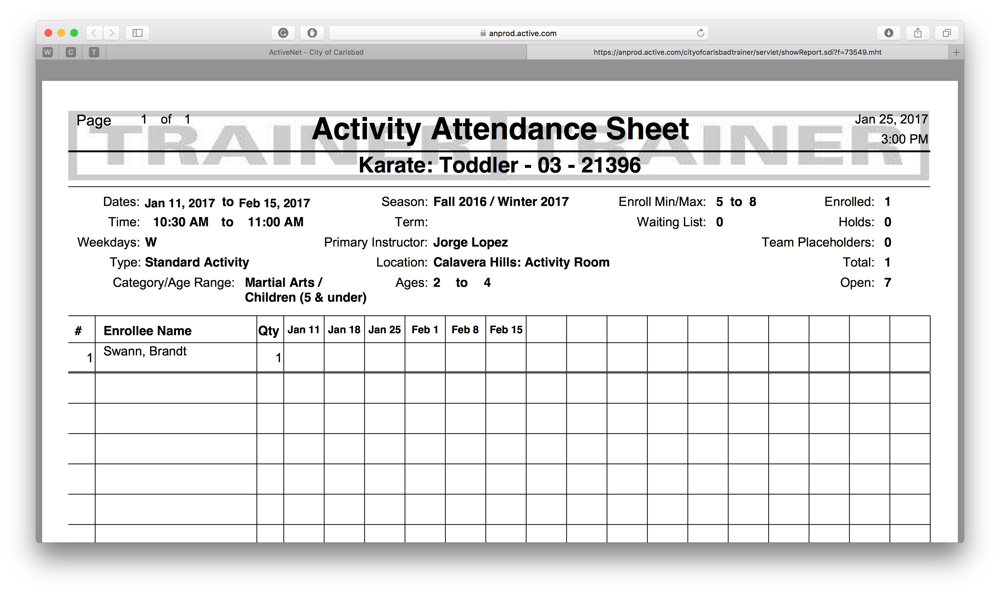 anprod.active.com
W C T ActiveNet - City of Carlsbad https://anprod.active.com/cityofcarlsbadtrainer/servlet/showReport.sdi?f=73549.mht
Page 1 of 1 Activity Attendance Sheet Jan 25, 2017
3:00 PM
TRAINER TRAINER
Karate: Toddler - 03 - 21396
Dates: Jan 11, 2017 to Feb 15, 2017 Season: Fall 2016 / Winter 2017 Enroll Min/Max: 5 to 8 Enrolled: 1
Time: 10:30 AM to 11:00 AM Term: Waiting List: 0 Holds: 0
Weekdays: W Primary Instructor: Jorge Lopez Team Placeholders: 0
Type: Standard Activity Location: Calavera Hills: Activity Room Total: 1
Category/Age Range: Martial Arts / Ages: 2 to 4 Open: 7
Children (5 & under)
# Enrollee Name Qty Jan 11 Jan 18 Jan 25 Feb 1 Feb 8 Feb 15
1 Swann, Brandt 1